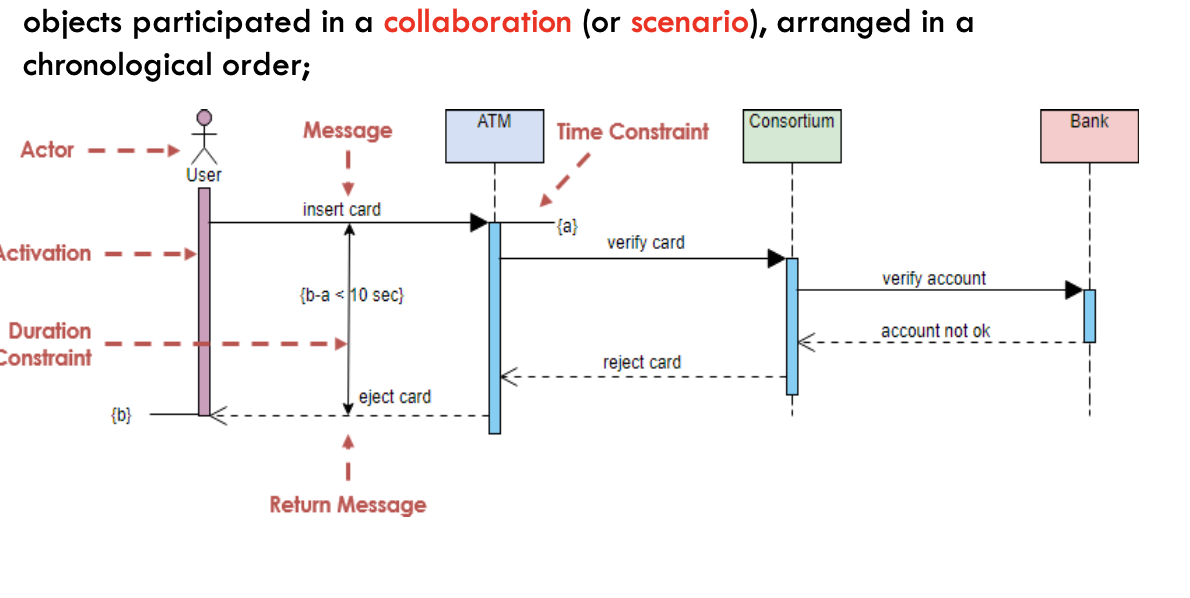 objects participated in a collaboration (or scenario), arranged in a
chronological order;
Actor
User
Message
ATM
Time Constraint
Consortium
Bank
insert card
{a}
verify card
Activation
verify account
{b-a < 10 sec}
Duration
Constraint
account not ok
reject card
eject card
{b}
Return Message